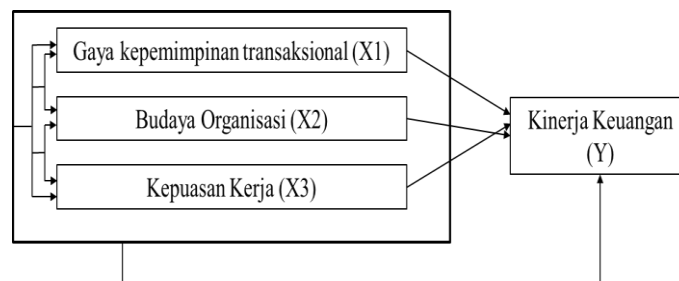 Gaya kepemimpinan transaksional (X1)
Budaya Organisasi (X2)
Kepuasan Kerja (X3)
Kinerja Keuangan
(Y)